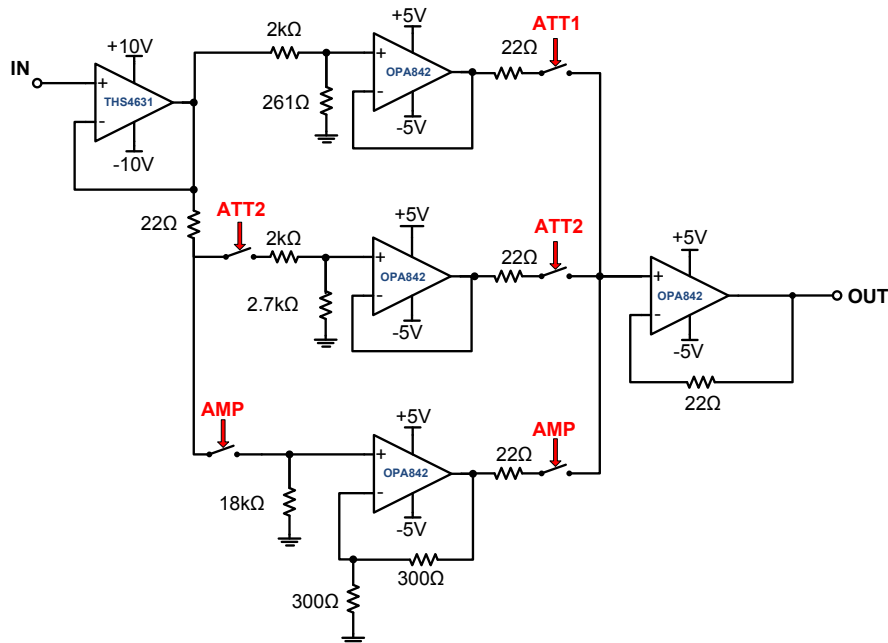 IN
+10V
THS4631
-10V
2kΩ
261Ω
+5V
OPA842
-5V
22Ω
ATT1
22Ω
ATT2
2kΩ
2.7kΩ
+5V
OPA842
-5V
22Ω
ATT2
+5V
OPA842
-5V
22Ω
OUT
AMP
18kΩ
+5V
OPA842
-5V
300Ω
300Ω
22Ω
AMP